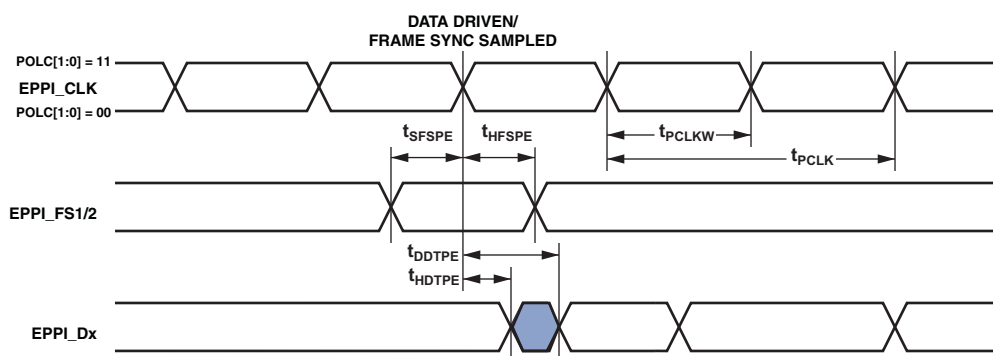 DATA DRIVEN/
FRAME SYNC SAMPLED
POLC[1:0] = 11
EPPI_CLK
POLC[1:0] = 00
tSFSPE
tHFSPE
tPCLKW
tPCLK
EPPI_FS1/2
tDDTPE
tHDTPE
EPPI_Dx